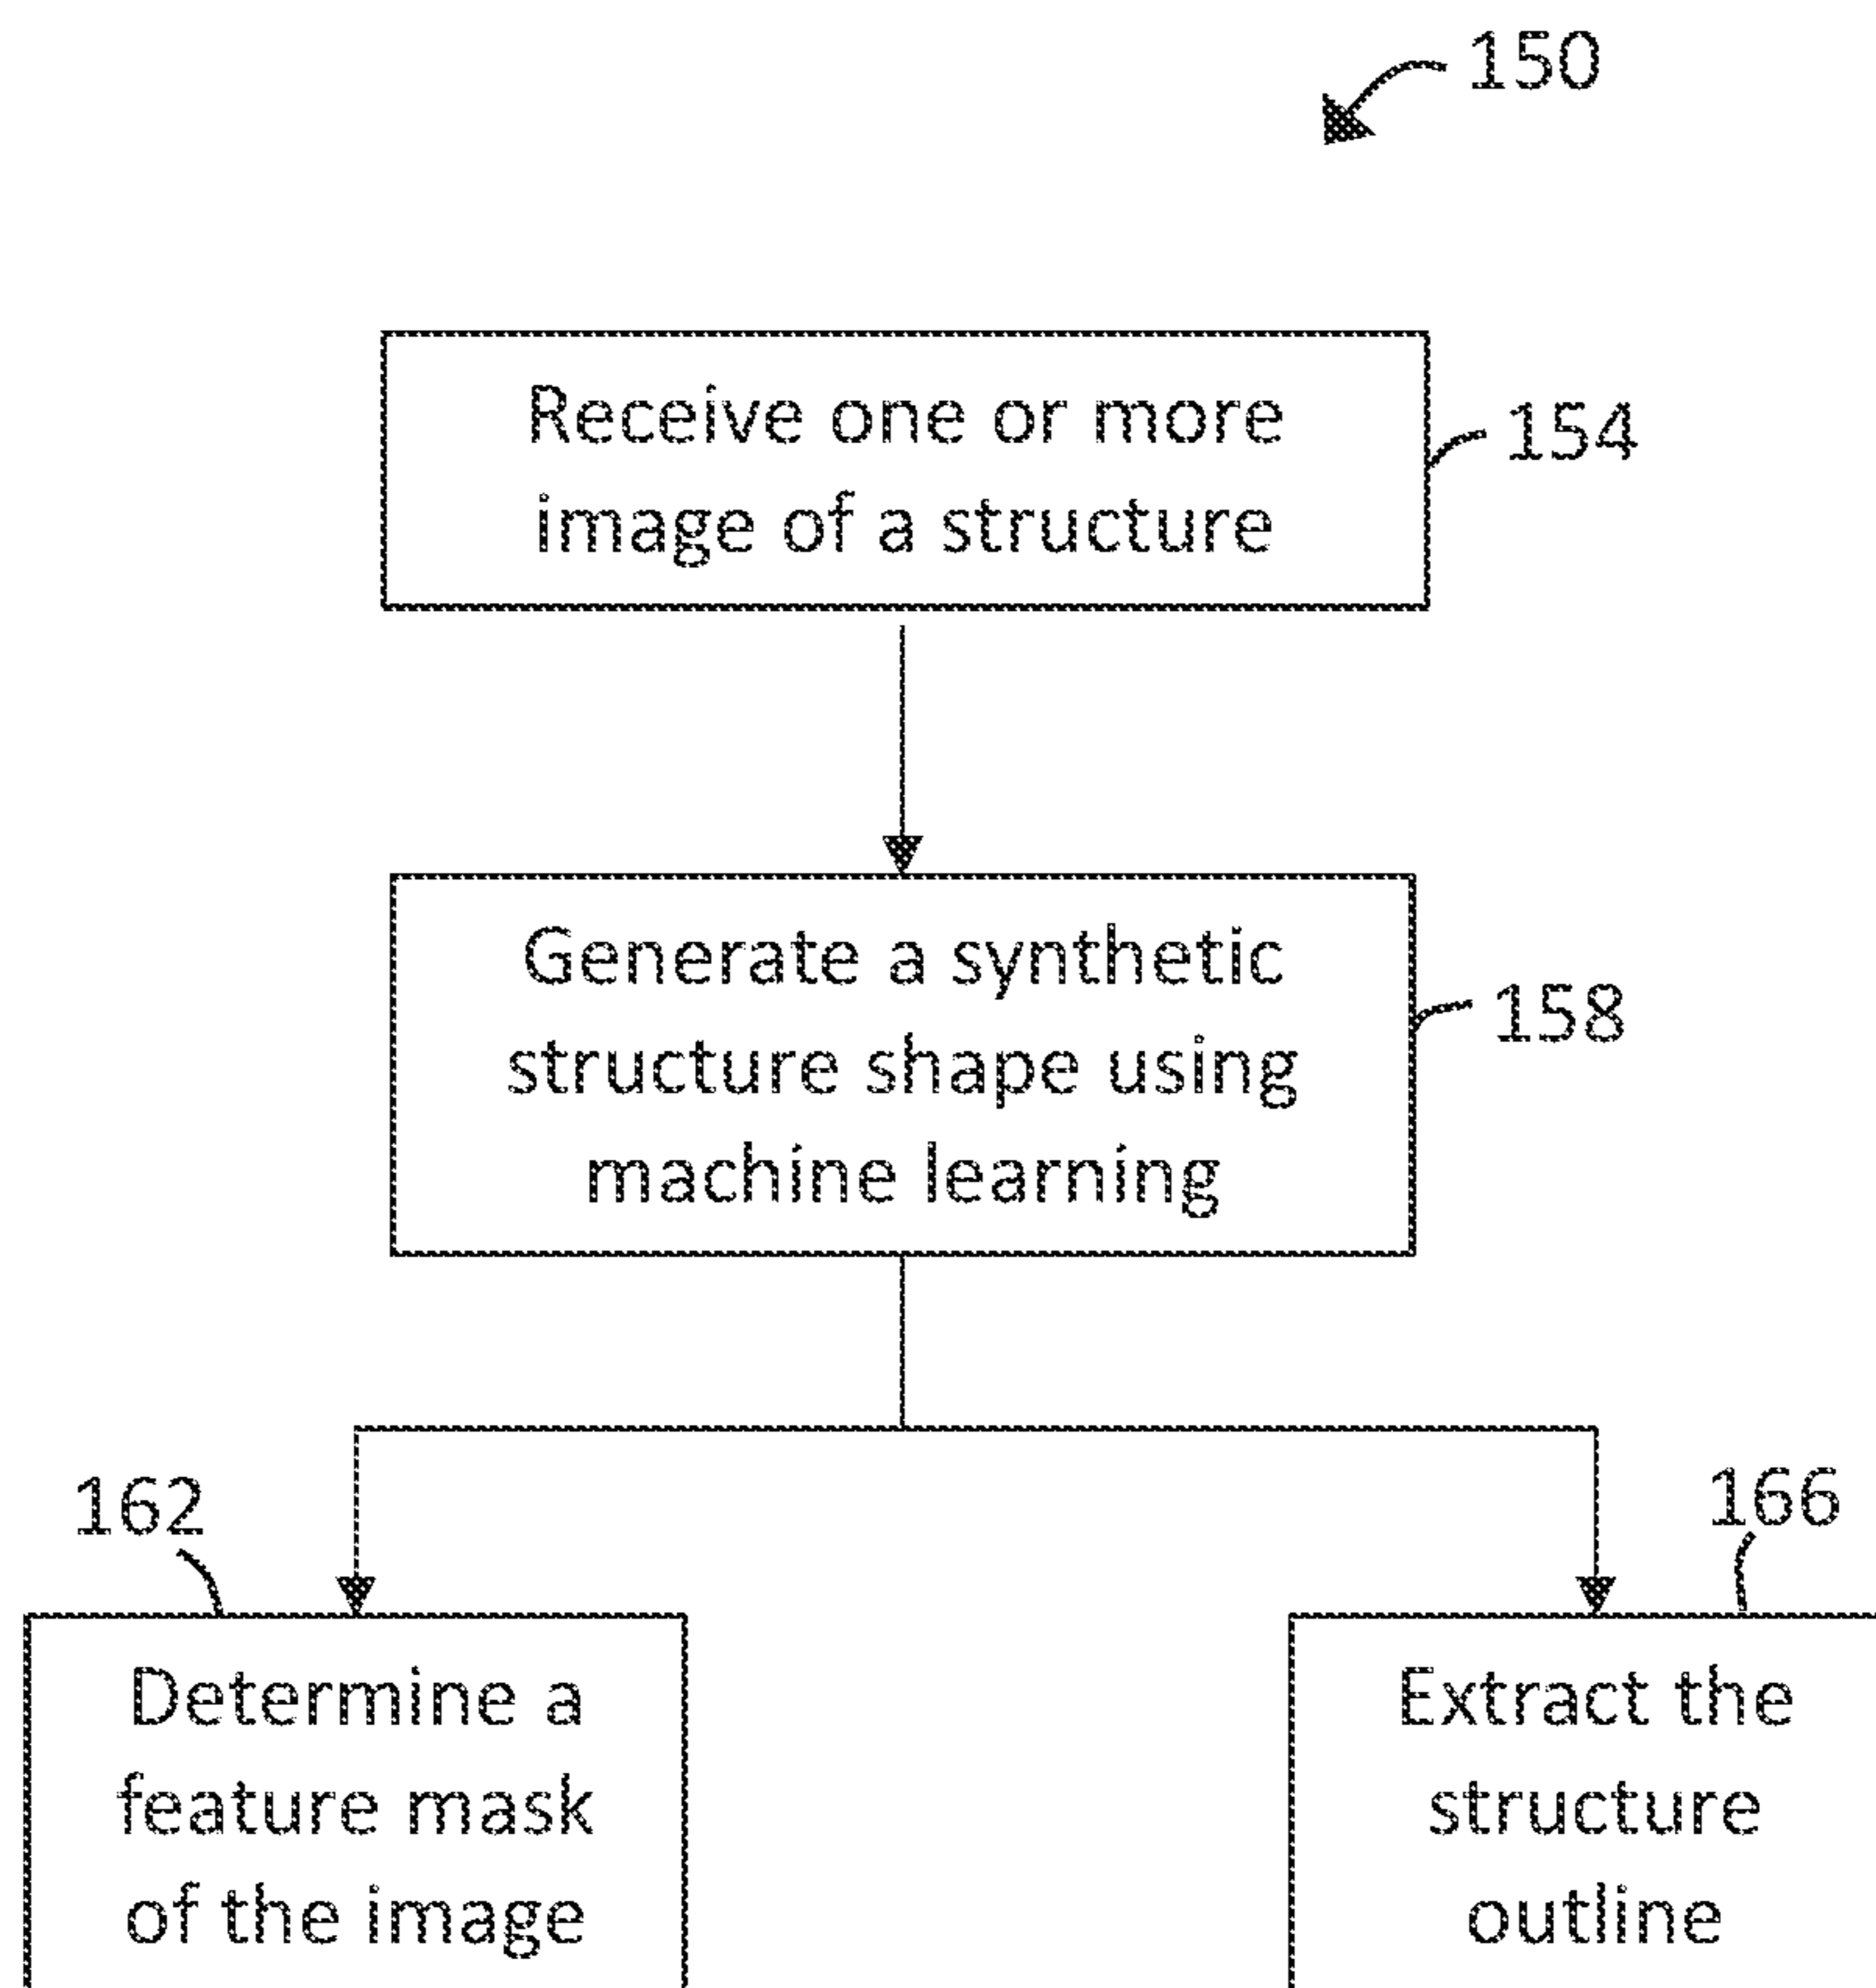 150
Receive one or more
image of a structure
154
Generate a synthetic
structure shape using
machine learning
158
162
166
Determine a
feature mask
of the image
Extract the
structure
outline